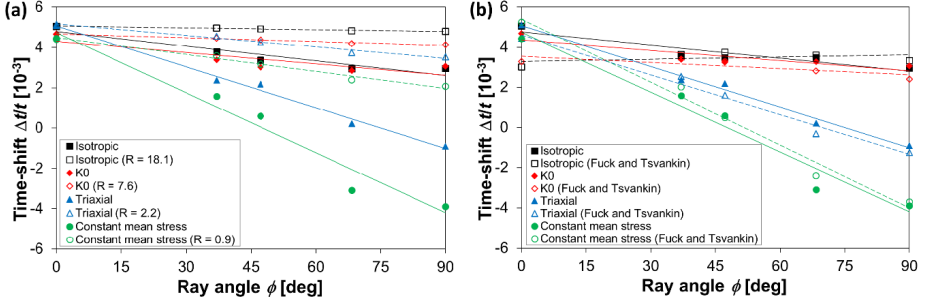 (a)
Time-shift Δt/t [10⁻³]
6
4
2
0
-2
-4
-6
Isotropic
Isotropic (R = 18.1)
K0
K0 (R = 7.6)
Triaxial
Triaxial (R = 2.2)
Constant mean stress
Constant mean stress (R = 0.9)
0 15 30 45 60 75 90
Ray angle ϕ [deg]
(b)
Time-shift Δt/t [10⁻³]
6
4
2
0
-2
-4
-6
Isotropic
Isotropic (Fuck and Tsvankin)
K0
K0 (Fuck and Tsvankin)
Triaxial
Triaxial (Fuck and Tsvankin)
Constant mean stress
Constant mean stress (Fuck and Tsvankin)
0 15 30 45 60 75 90
Ray angle ϕ [deg]